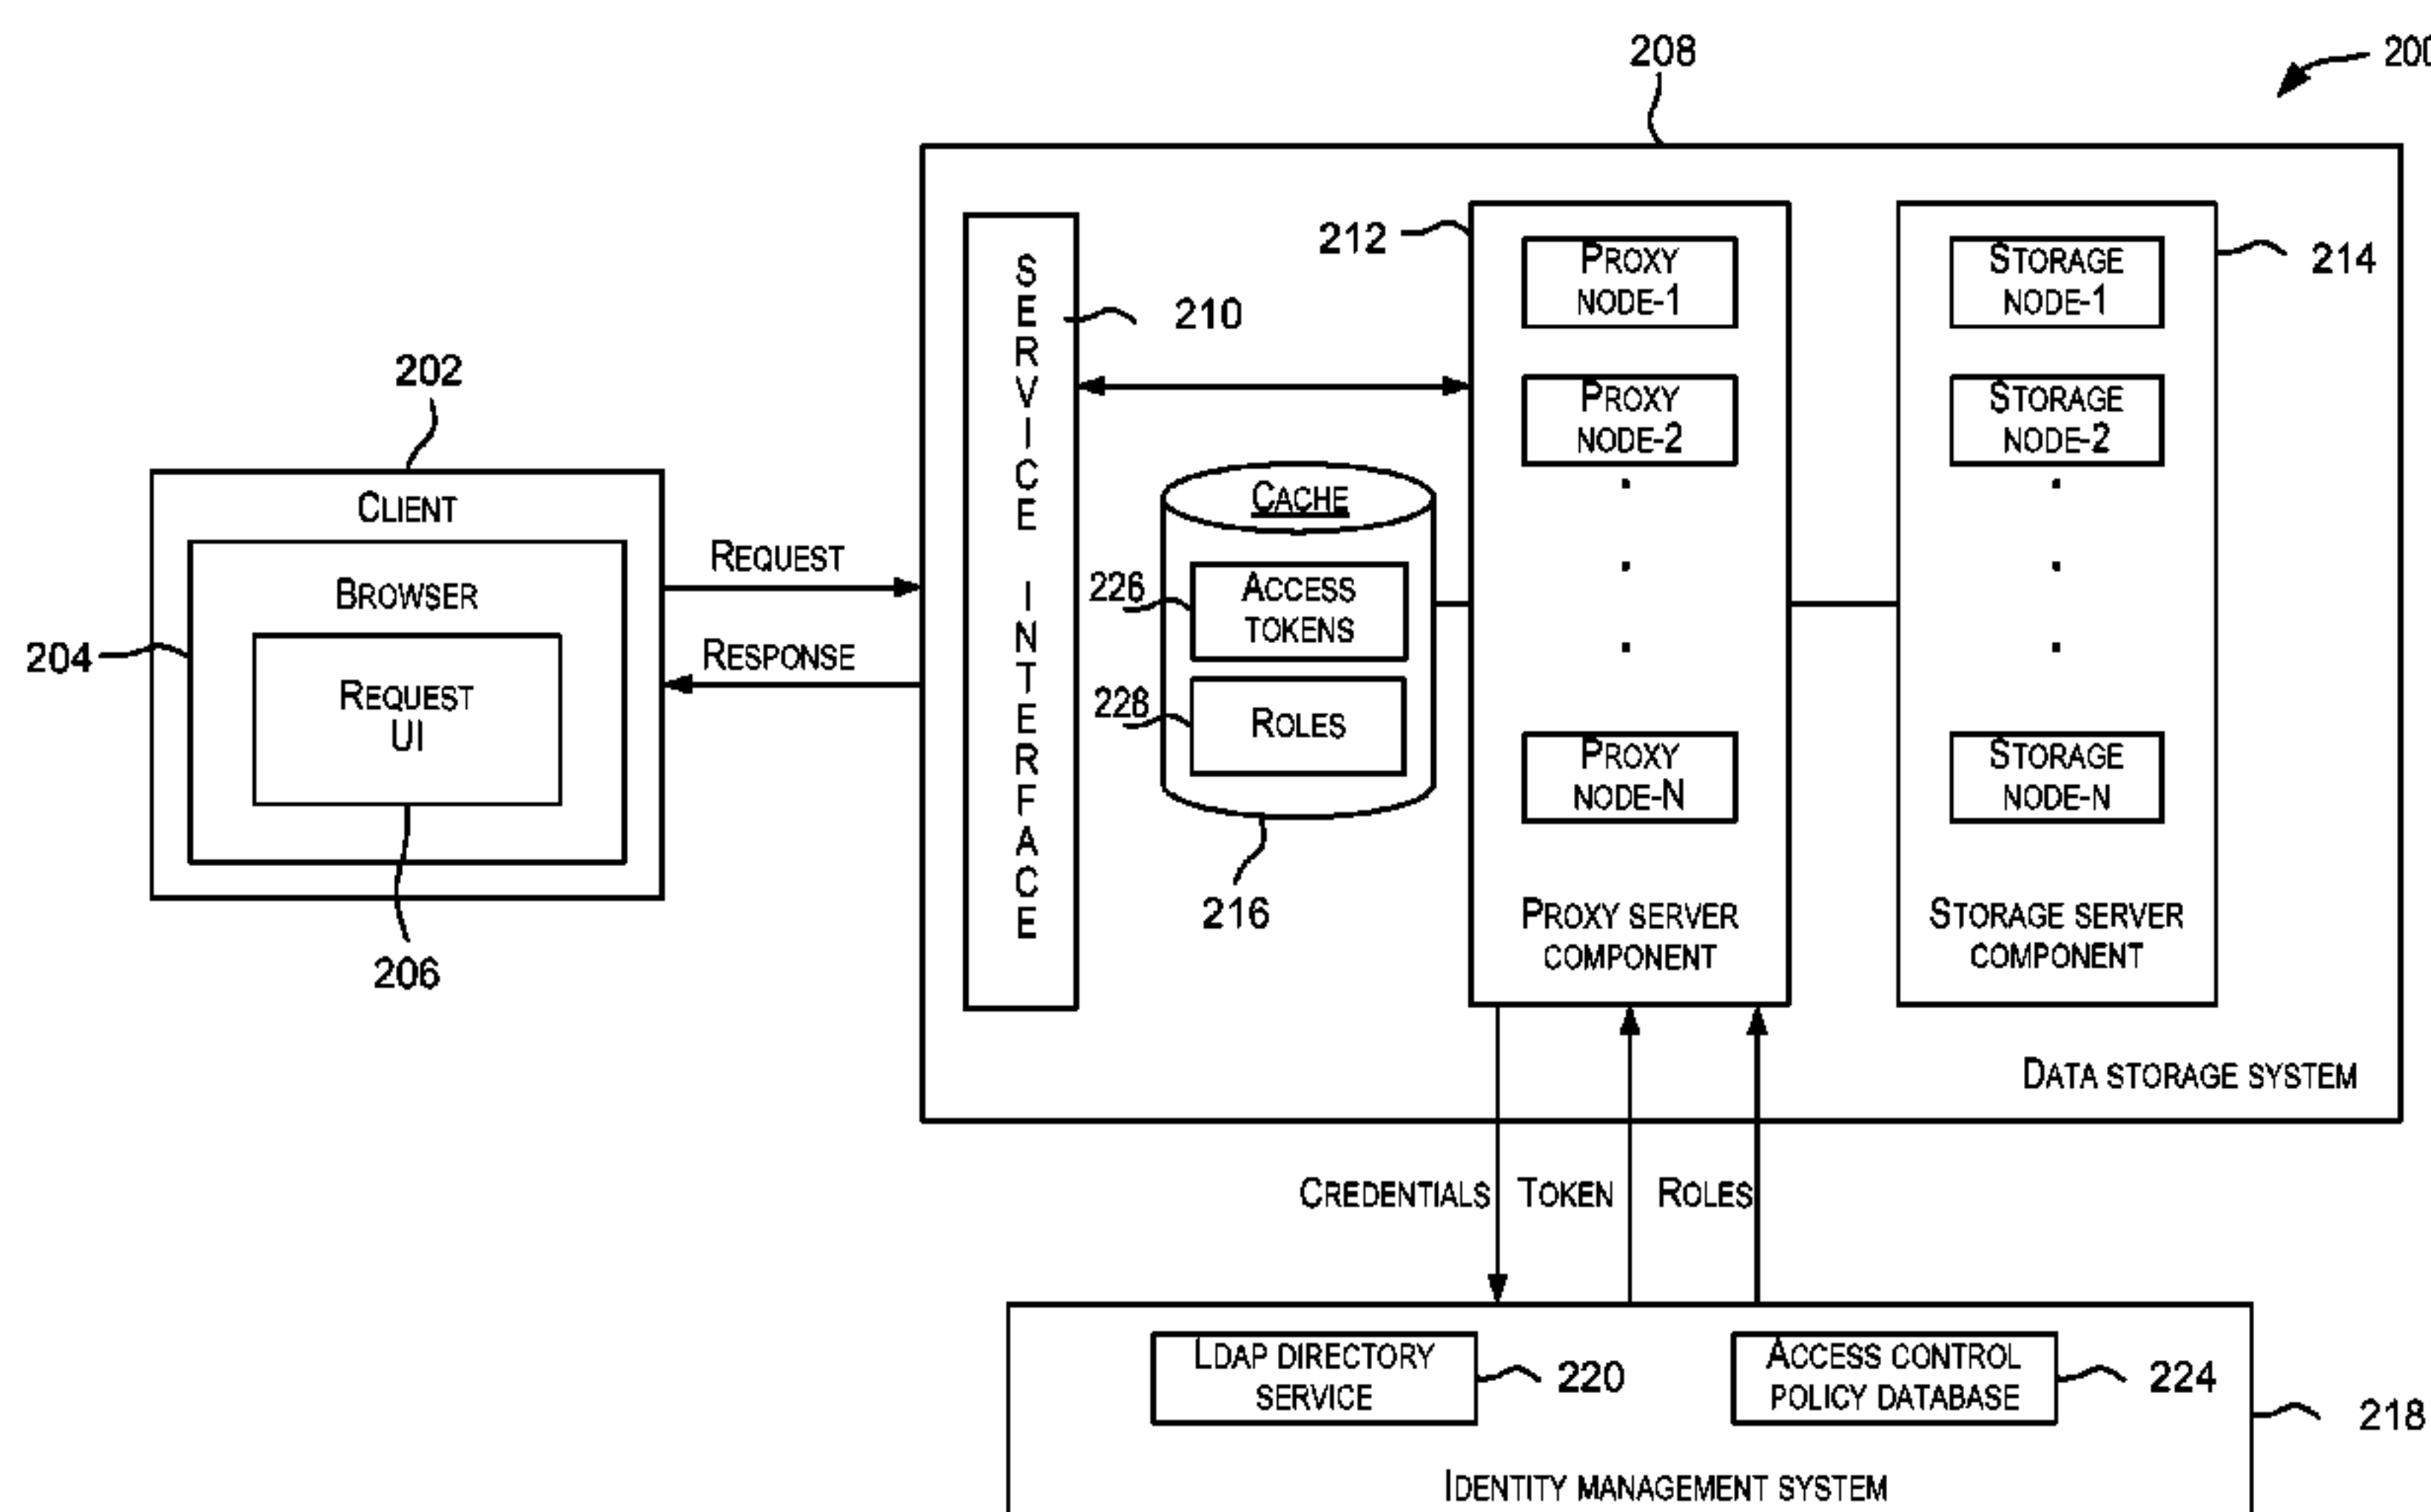 208
200
212
PROXY
NODE-1
STORAGE
NODE-1
214
SERVICE INTERFACE
210
202
PROXY
NODE-2
STORAGE
NODE-2
CLIENT
CACHE
BROWSER
REQUEST
226
ACCESS
TOKENS
204
RESPONSE
REQUEST
UI
228
ROLES
PROXY
NODE-N
STORAGE
NODE-N
206
216
PROXY SERVER
COMPONENT
STORAGE SERVER
COMPONENT
DATA STORAGE SYSTEM
CREDENTIALS
TOKEN
ROLES
LDAP DIRECTORY
SERVICE
220
ACCESS CONTROL
POLICY DATABASE
224
218
IDENTITY MANAGEMENT SYSTEM